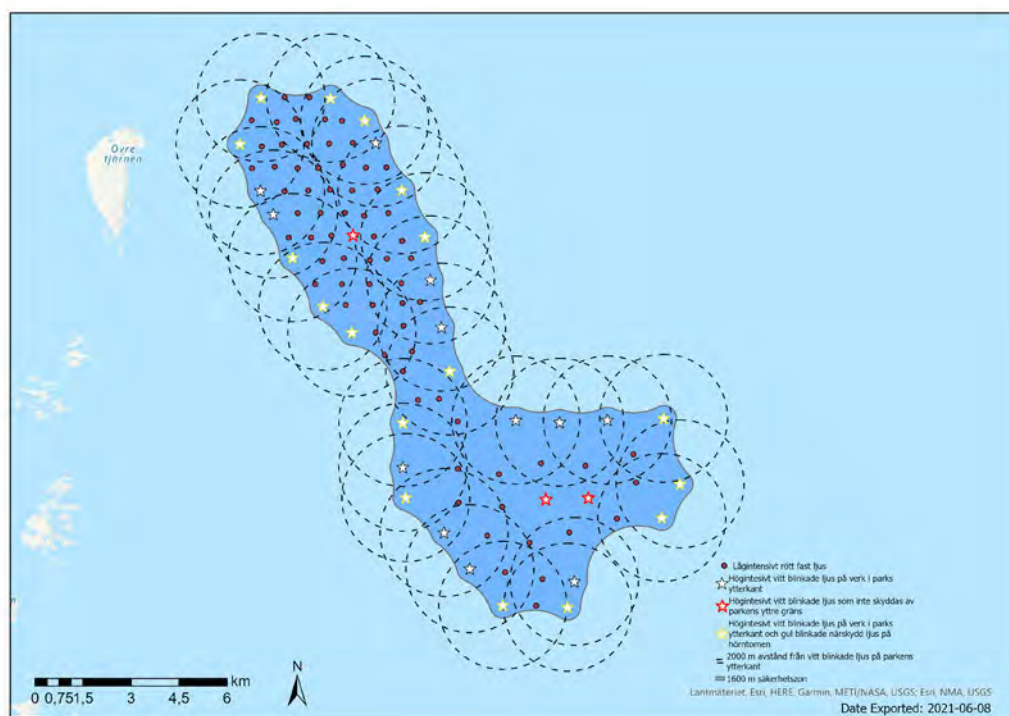 Övre
tjärnen
Lågintensivt rött fast ljus
Högintesivt vitt blinkade ljus på verk i parks
ytterkant
Högintesivt vitt blinkade ljus som inte skyddas av
parkens yttre gräns
Högintesivt vitt blinkade ljus på verk i parks
ytterkant och gul blinkade närskydd ljus på
hörntornen
2000 m avstånd från vitt blinkade ljus på parkens
ytterkant
1600 m säkerhetszon
N
km
0 0,75 1,5 3 4,5 6
Lantmäteriet, Esri, HERE, Garmin, METI/NASA, USGS; Esri, NMA, USGS
Date Exported: 2021-06-08